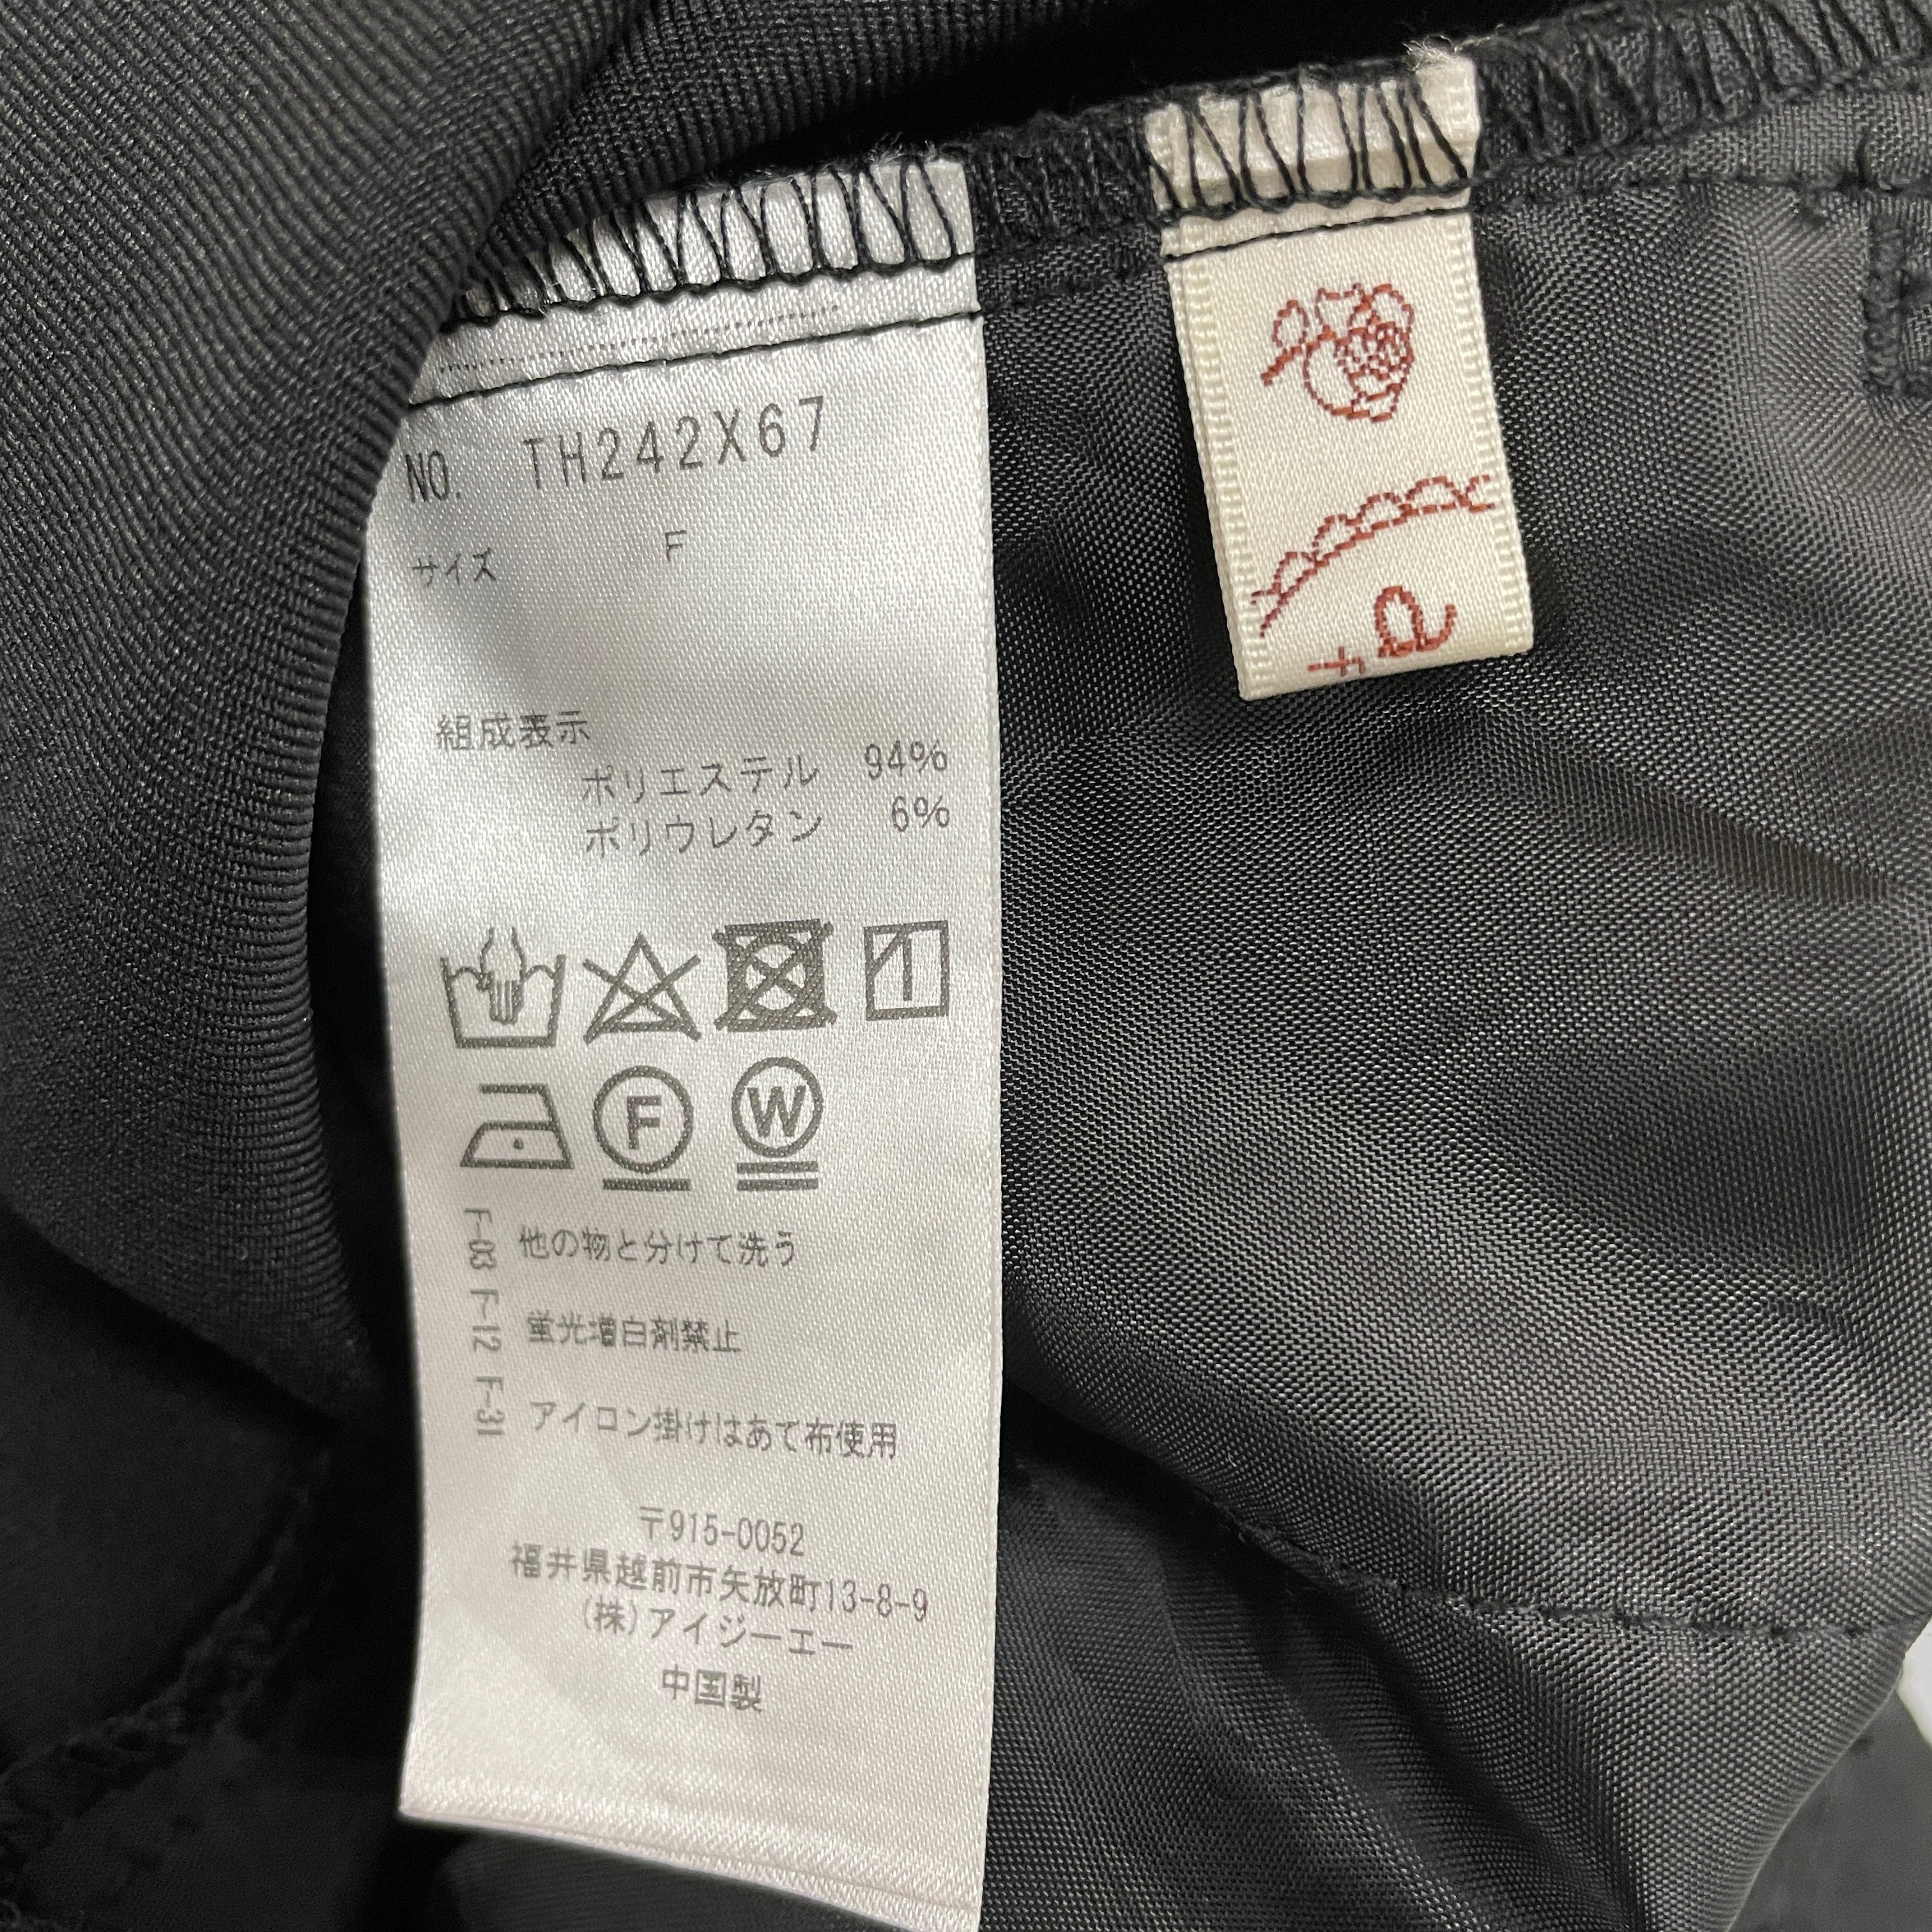 NO. TH242X67
サイズ F
組成表示
ポリエステル 94%
ポリウレタン 6%
F
W
F-03 他の物と分けて洗う
F-12 蛍光増白剤禁止
F-31 アイロン掛けはあて布使用
〒915-0052
福井県越前市矢放町13-8-9
(株)アイジーエー
中国製